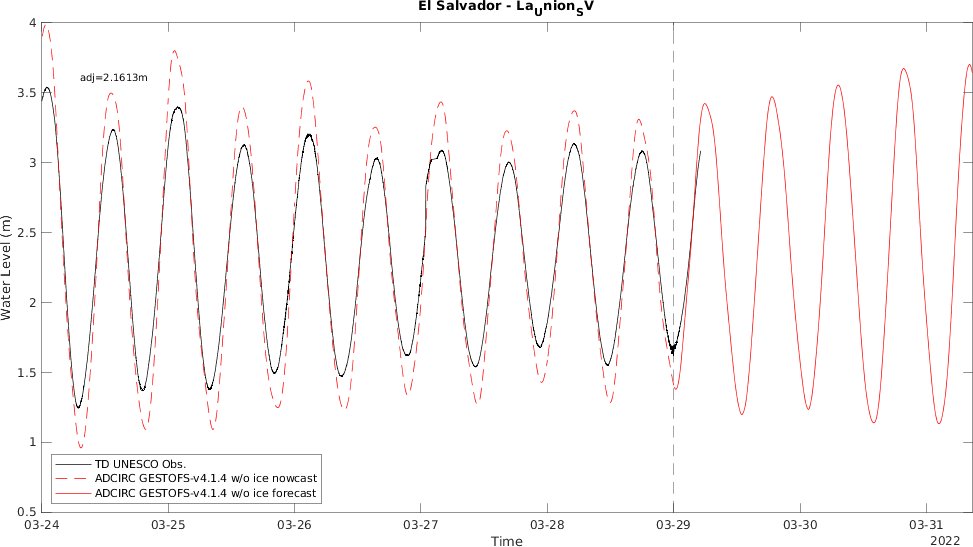 El Salvador - LaUnionSV
4
3.5
3
2.5
2
1.5
1
0.5
Water Level (m)
adj=2.1613m
TD UNESCO Obs.
ADCIRC GESTOFS-v4.1.4 w/o ice nowcast
ADCIRC GESTOFS-v4.1.4 w/o ice forecast
03-24 03-25 03-26 03-27 03-28 03-29 03-30 03-31
Time
2022